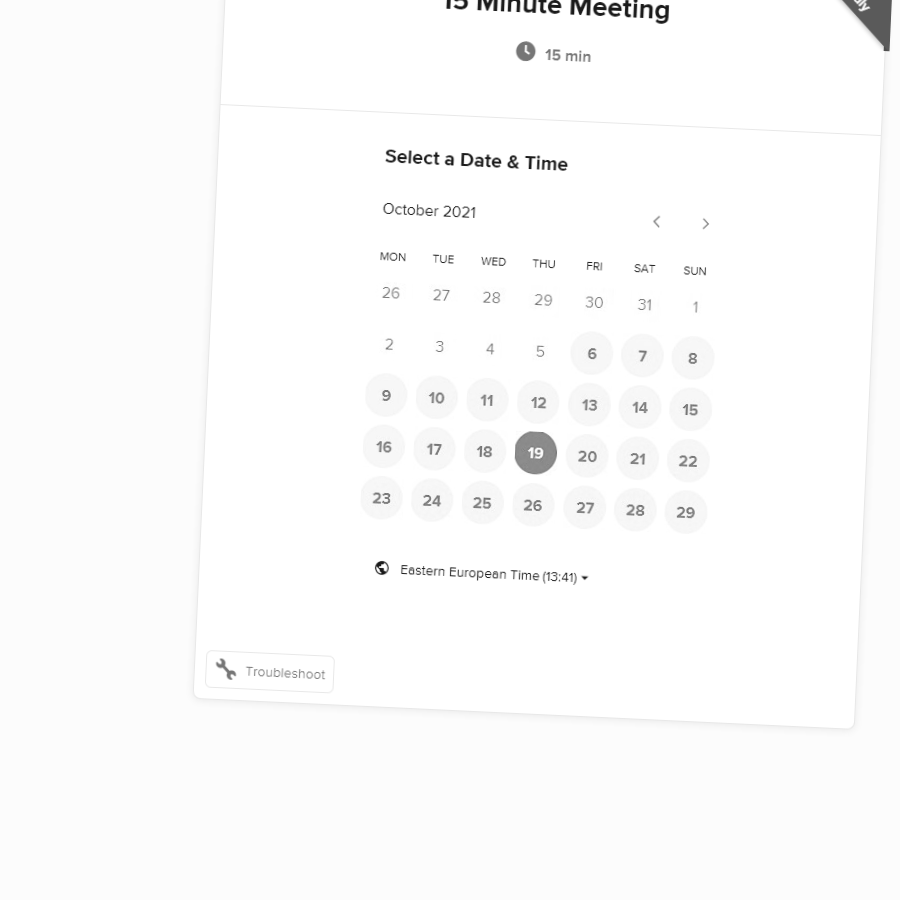 15 Minute Meeting
15 min
Select a Date & Time
October 2021
MON TUE WED THU FRI SAT SUN
26 27 28 29 30 31 1
2 3 4 5 6 7 8
9 10 11 12 13 14 15
16 17 18 19 20 21 22
23 24 25 26 27 28 29
Eastern European Time (13:41)
Troubleshoot